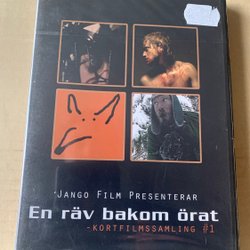 'Jango Film Presenterar
En räv bakom örat
-KORTFILMSSAMLING #1